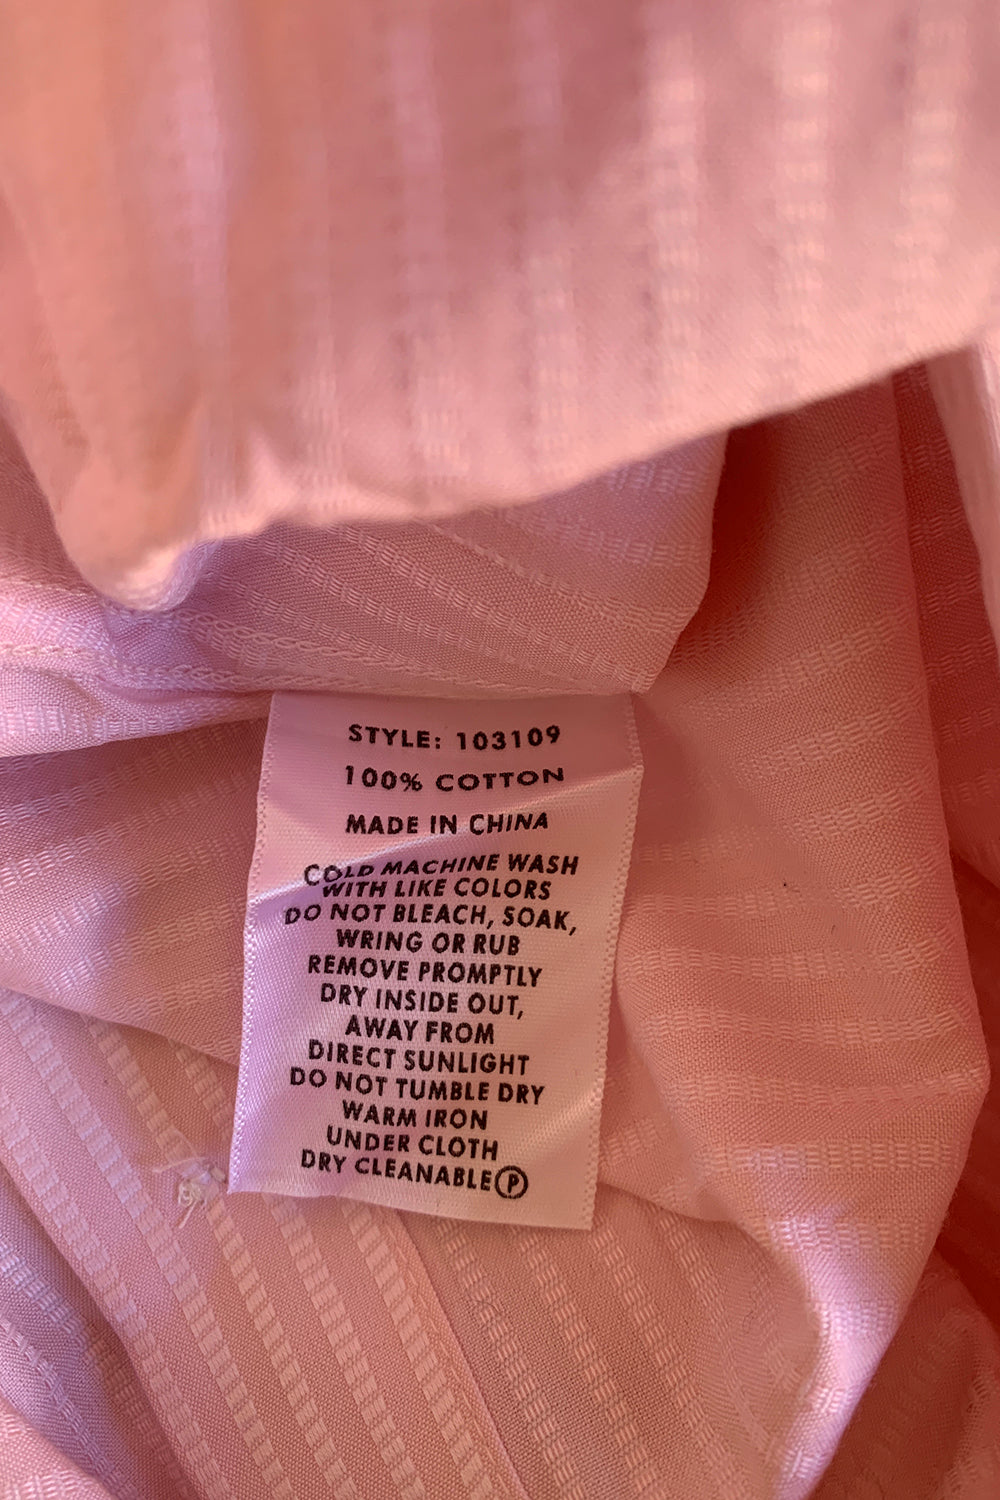 STYLE: 103109
100% COTTON
MADE IN CHINA
COLD MACHINE WASH
WITH LIKE COLORS
DO NOT BLEACH, SOAK,
WRING OR RUB
REMOVE PROMPTLY
DRY INSIDE OUT,
AWAY FROM
DIRECT SUNLIGHT
DO NOT TUMBLE DRY
WARM IRON
UNDER CLOTH
DRY CLEANABLE Ⓟ